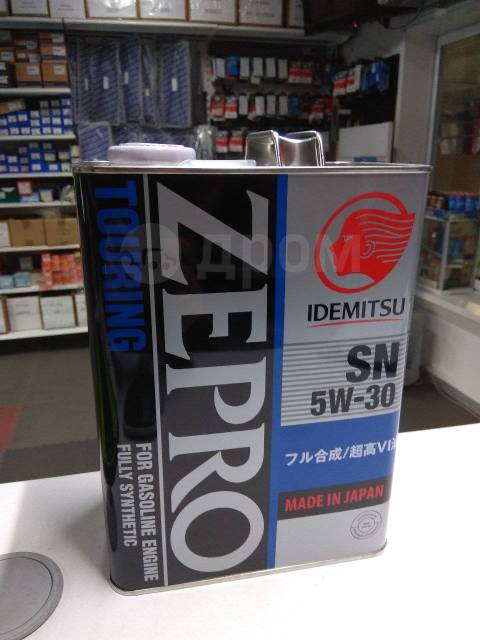 TOURING
ZEPRO
FOR GASOLINE ENGINE
FULLY SYNTHETIC
IDEMITSU
SN
5W-30
フル合成/超高VI
MADE IN JAPAN
дром